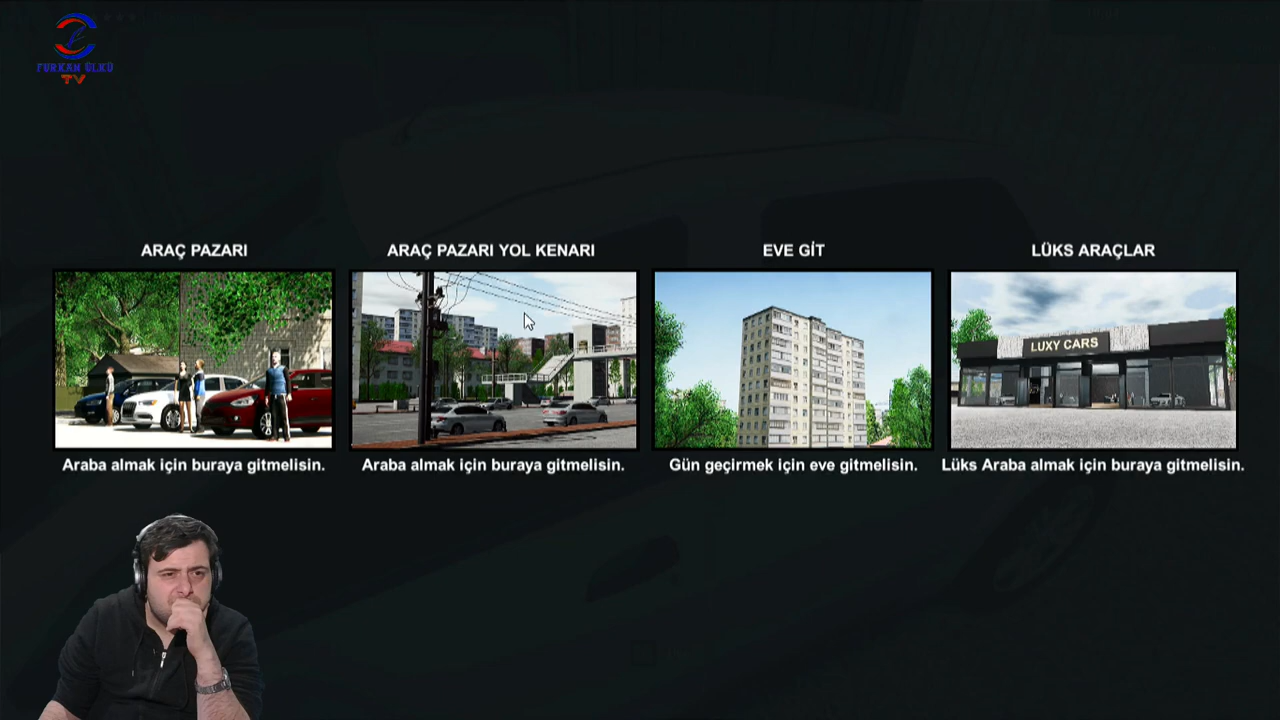 FURKAN ÜLKÜ
TV
ARAÇ PAZARI
ARAÇ PAZARI YOL KENARI
EVE GİT
LÜKS ARAÇLAR
LUXY CARS
Araba almak için buraya gitmelisin.
Araba almak için buraya gitmelisin.
Gün geçirmek için eve gitmelisin.
Lüks Araba almak için buraya gitmelisin.